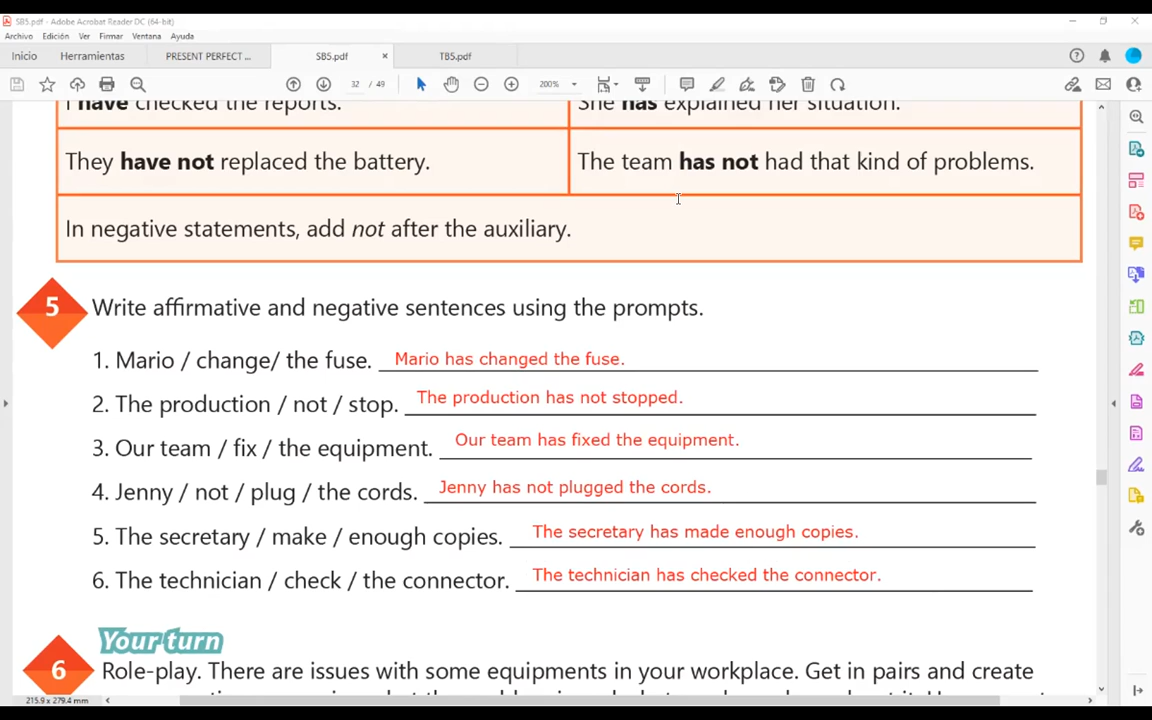 SB5.pdf - Adobe Acrobat Reader DC (64-bit)
Archivo Edición Ver Firmar Ventana Ayuda
Inicio Herramientas PRESENT PERFECT ... SB5.pdf × TB5.pdf
32 / 49 200%
I have checked the reports. She has explained her situation.
They have not replaced the battery. The team has not had that kind of problems.
In negative statements, add not after the auxiliary.
5 Write affirmative and negative sentences using the prompts.
1. Mario / change/ the fuse. Mario has changed the fuse.
2. The production / not / stop. The production has not stopped.
3. Our team / fix / the equipment. Our team has fixed the equipment.
4. Jenny / not / plug / the cords. Jenny has not plugged the cords.
5. The secretary / make / enough copies. The secretary has made enough copies.
6. The technician / check / the connector. The technician has checked the connector.
Your turn
6 Role-play. There are issues with some equipments in your workplace. Get in pairs and create
215.9 x 279.4 mm